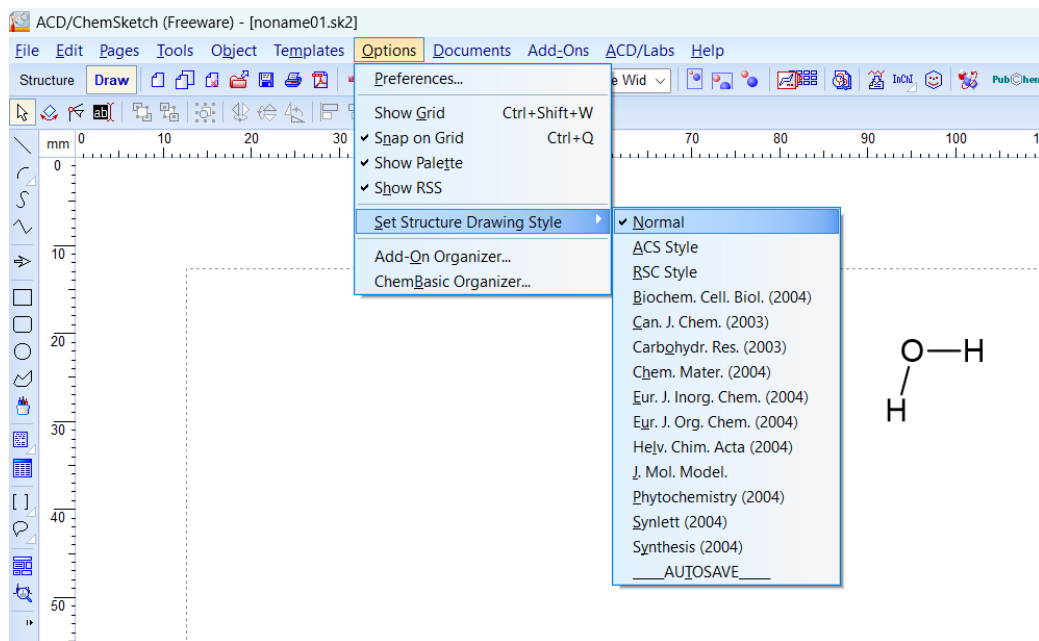 ACD/ChemSketch (Freeware) - [noname01.sk2]
File Edit Pages Tools Object Templates Options Documents Add-Ons ACD/Labs Help
Structure Draw e Wid InChI Pub©hem
Preferences...
Show Grid Ctrl+Shift+W
Snap on Grid Ctrl+Q
Show Palette
Show RSS
Set Structure Drawing Style
Add-On Organizer...
ChemBasic Organizer...
Normal
ACS Style
RSC Style
Biochem. Cell. Biol. (2004)
Can. J. Chem. (2003)
Carbohydr. Res. (2003)
Chem. Mater. (2004)
Eur. J. Inorg. Chem. (2004)
Eur. J. Org. Chem. (2004)
Helv. Chim. Acta (2004)
J. Mol. Model.
Phytochemistry (2004)
Synlett (2004)
Synthesis (2004)
____AUTOSAVE____
ab
mm 0 10 20 30 70 80 90 100
0
10
20
30
40
50
O H
H